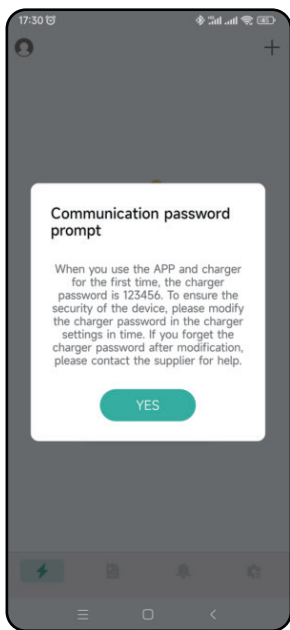 17:30
45
Communication password
prompt
When you use the APP and charger
for the first time, the charger
password is 123456. To ensure the
security of the device, please modify
the charger password in the charger
settings in time. If you forget the
charger password after modification,
please contact the supplier for help.
YES